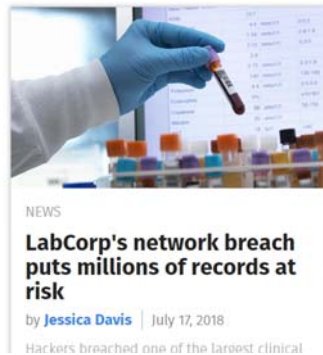 NEWS
LabCorp's network breach
puts millions of records at
risk
by Jessica Davis | July 17, 2018
Hackers breached one of the largest clinical